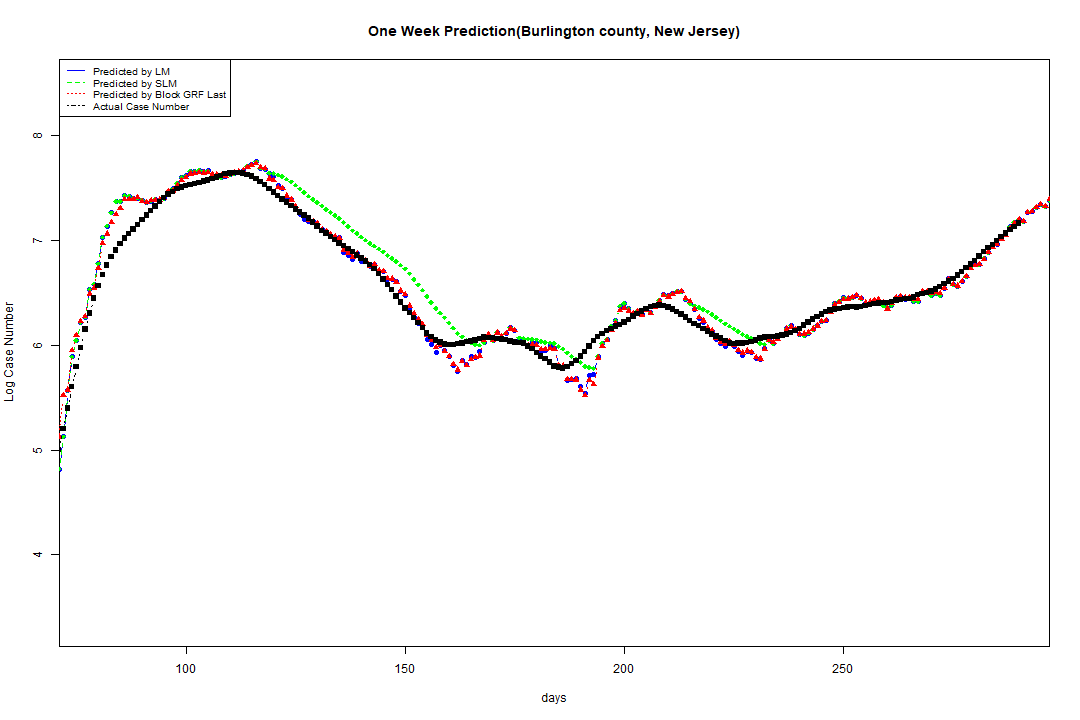 One Week Prediction(Burlington county, New Jersey)
Predicted by LM
Predicted by SLM
Predicted by Block GRF Last
Actual Case Number
8
7
6
5
4
Log Case Number
100
150
200
250
days